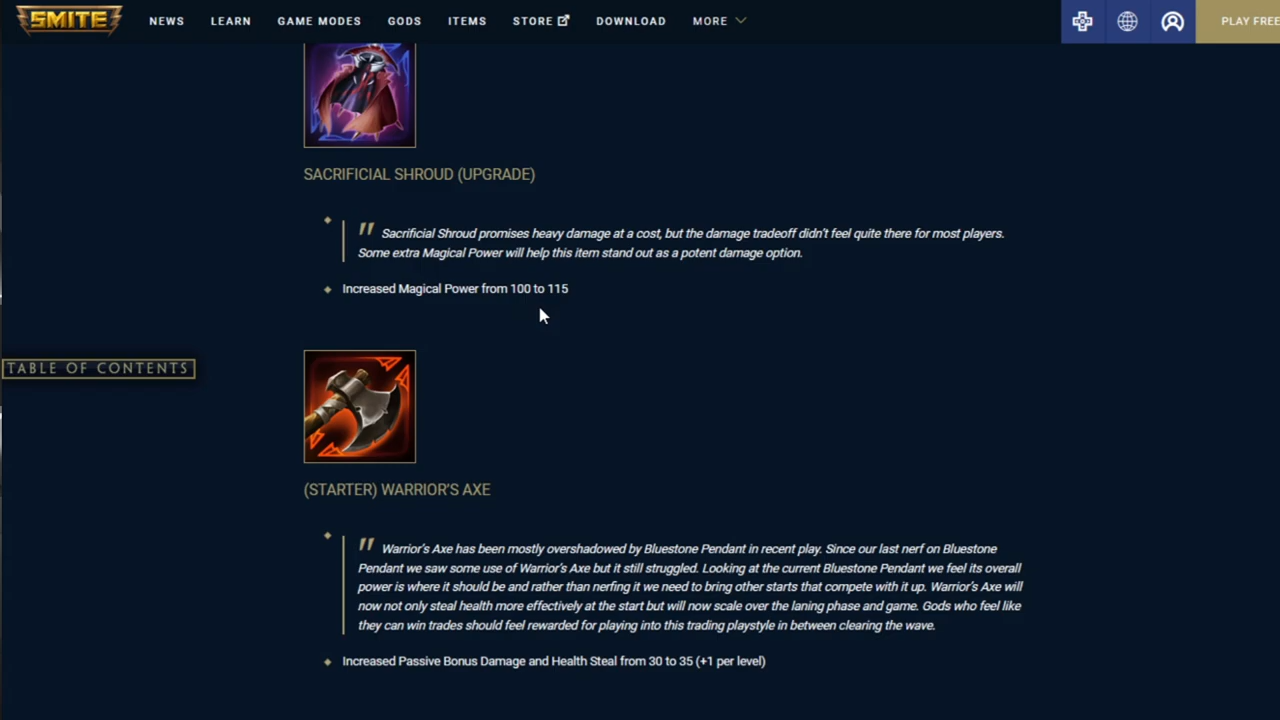 SMITE NEWS LEARN GAME MODES GODS ITEMS STORE DOWNLOAD MORE PLAY FREE
SACRIFICIAL SHROUD (UPGRADE)
" Sacrificial Shroud promises heavy damage at a cost, but the damage tradeoff didn't feel quite there for most players.
Some extra Magical Power will help this item stand out as a potent damage option.
Increased Magical Power from 100 to 115
TABLE OF CONTENTS
(STARTER) WARRIOR'S AXE
" Warrior's Axe has been mostly overshadowed by Bluestone Pendant in recent play. Since our last nerf on Bluestone
Pendant we saw some use of Warrior's Axe but it still struggled. Looking at the current Bluestone Pendant we feel its overall
power is where it should be and rather than nerfing it we need to bring other starts that compete with it up. Warrior's Axe will
now not only steal health more effectively at the start but will now scale over the laning phase and game. Gods who feel like
they can win trades should feel rewarded for playing into this trading playstyle in between clearing the wave.
Increased Passive Bonus Damage and Health Steal from 30 to 35 (+1 per level)